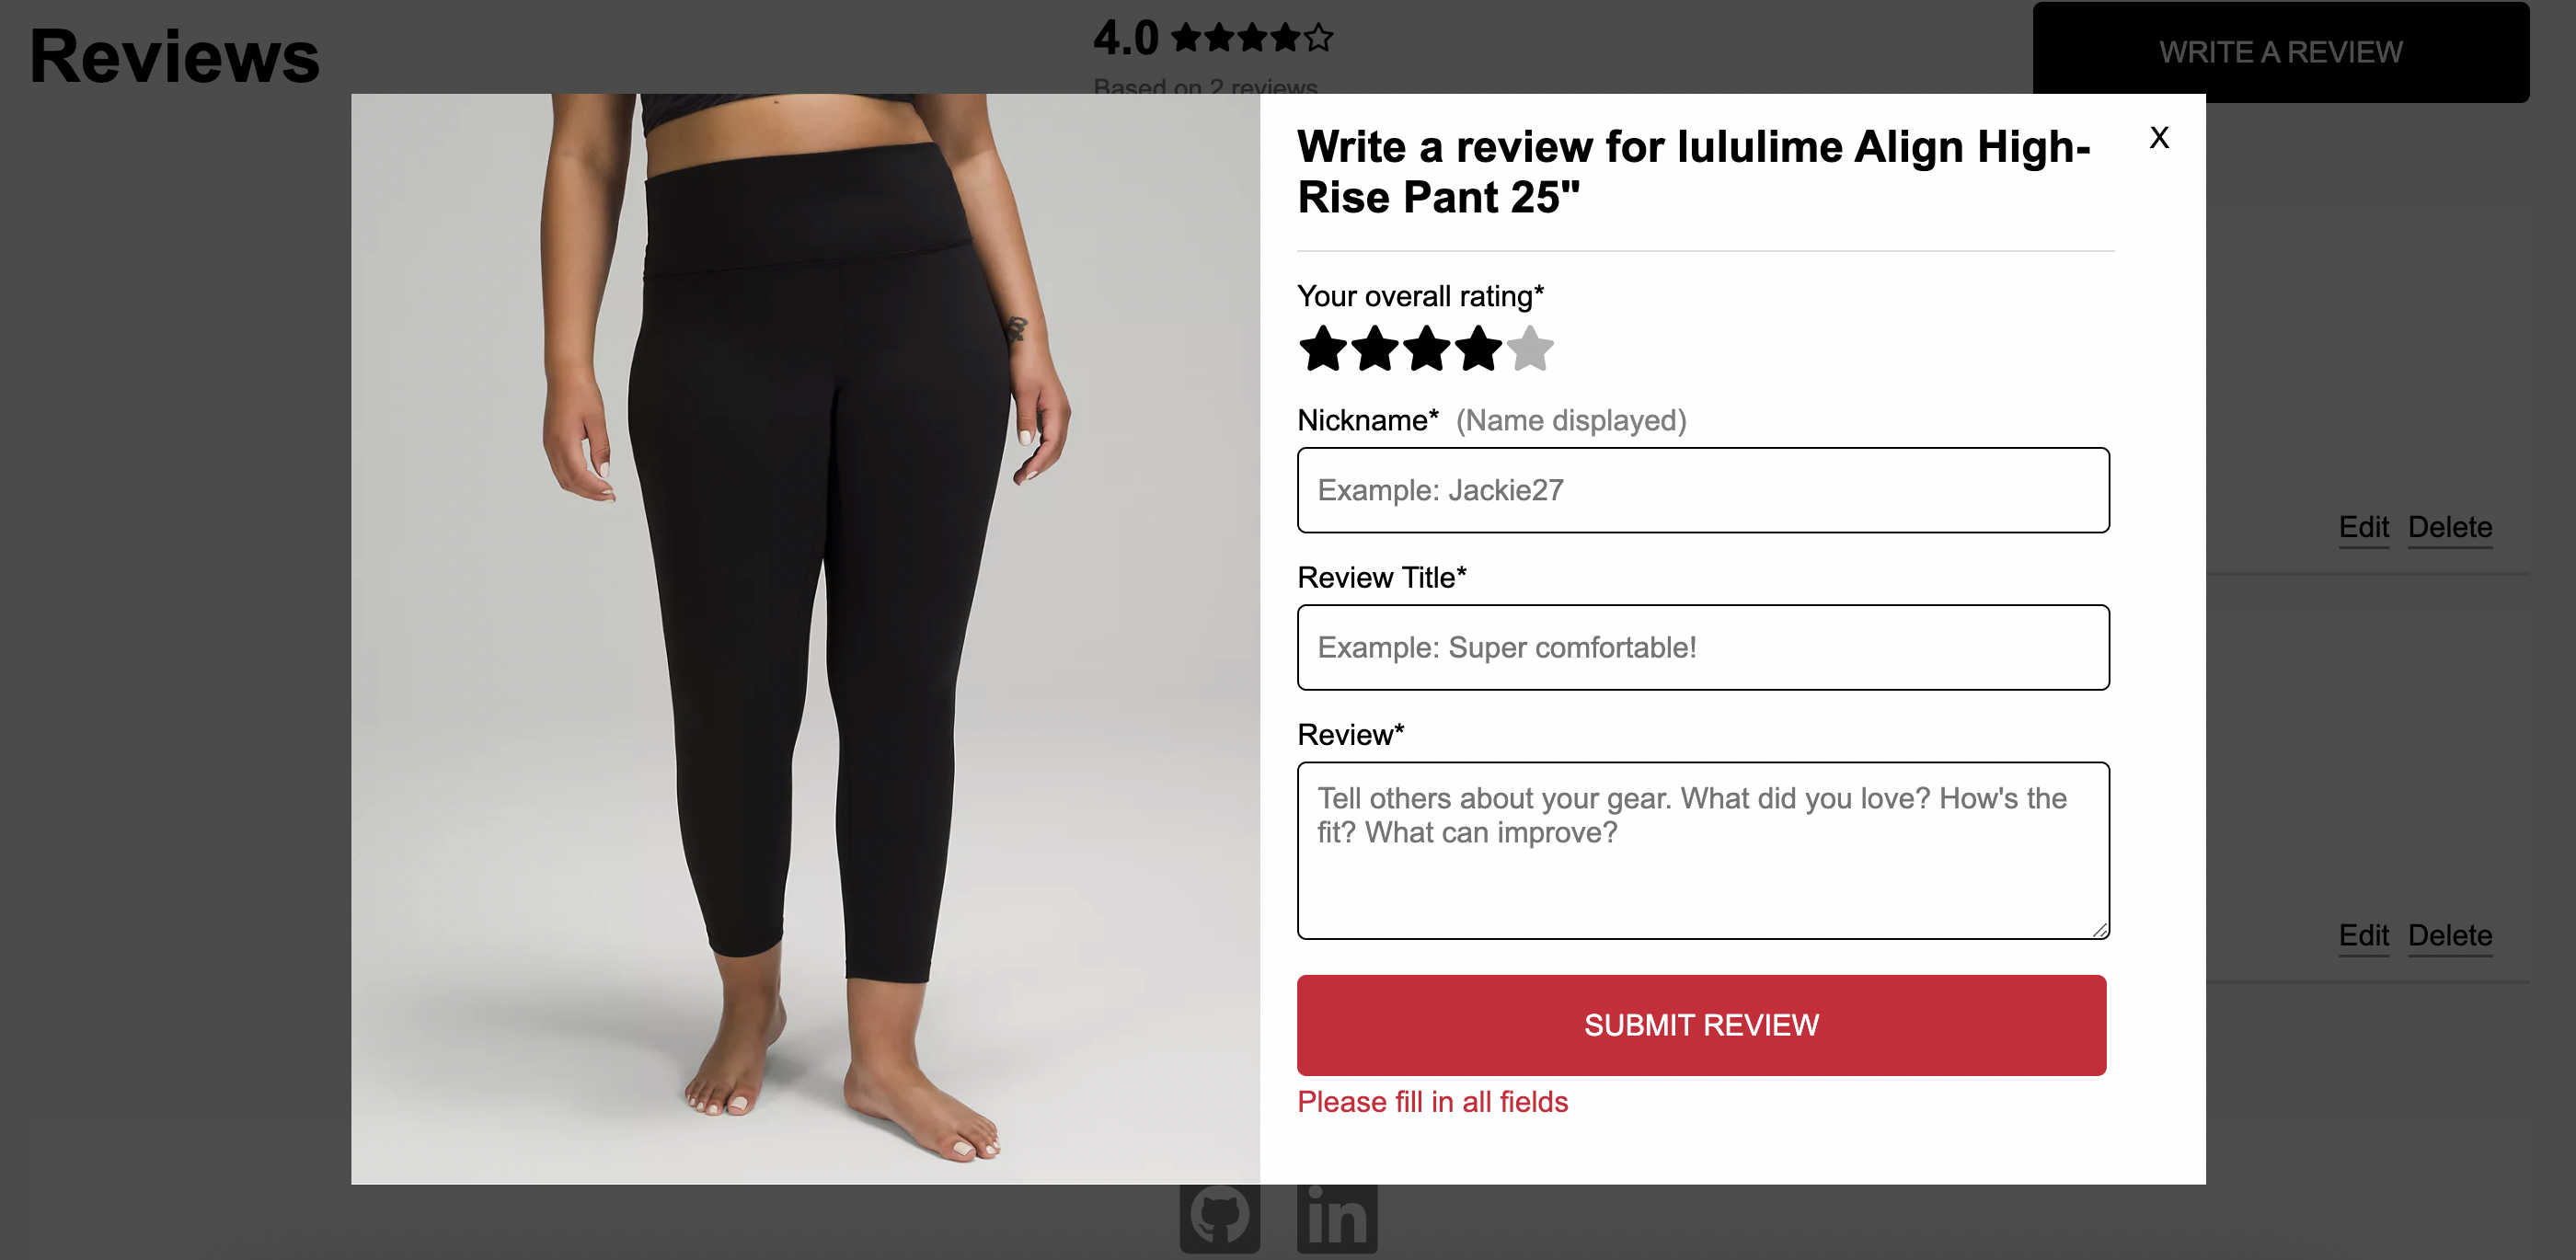 Reviews
4.0
Based on 2 reviews
WRITE A REVIEW
Write a review for lululime Align High-
Rise Pant 25"
X
Your overall rating*
Nickname* (Name displayed)
Example: Jackie27
Review Title*
Example: Super comfortable!
Review*
Tell others about your gear. What did you love? How's the
fit? What can improve?
SUBMIT REVIEW
Please fill in all fields
Edit Delete
Edit Delete
in